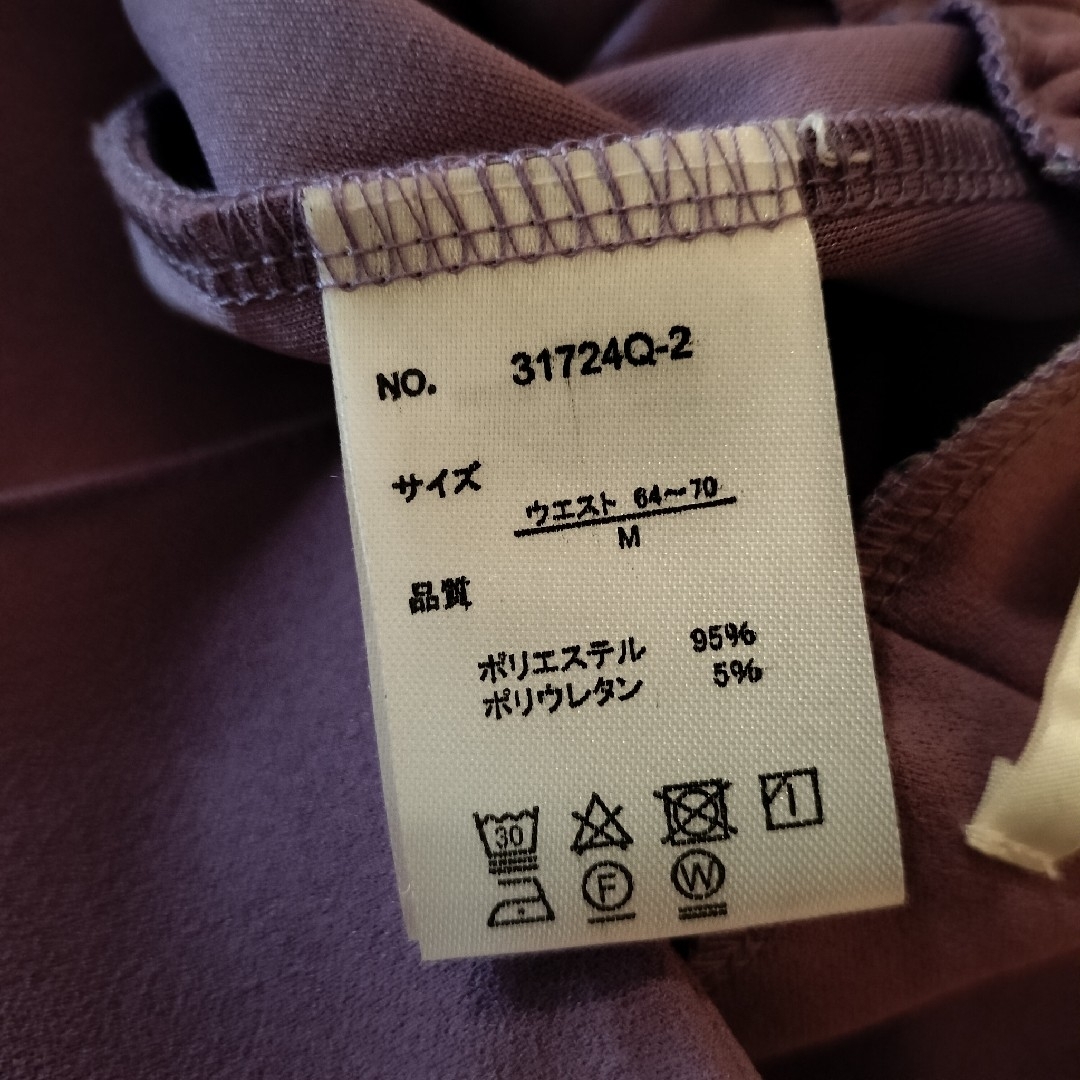 NO. 31724Q-2
サイズ
ウエスト 64〜70
M
品質
ポリエステル 95%
ポリウレタン 5%
30
F W